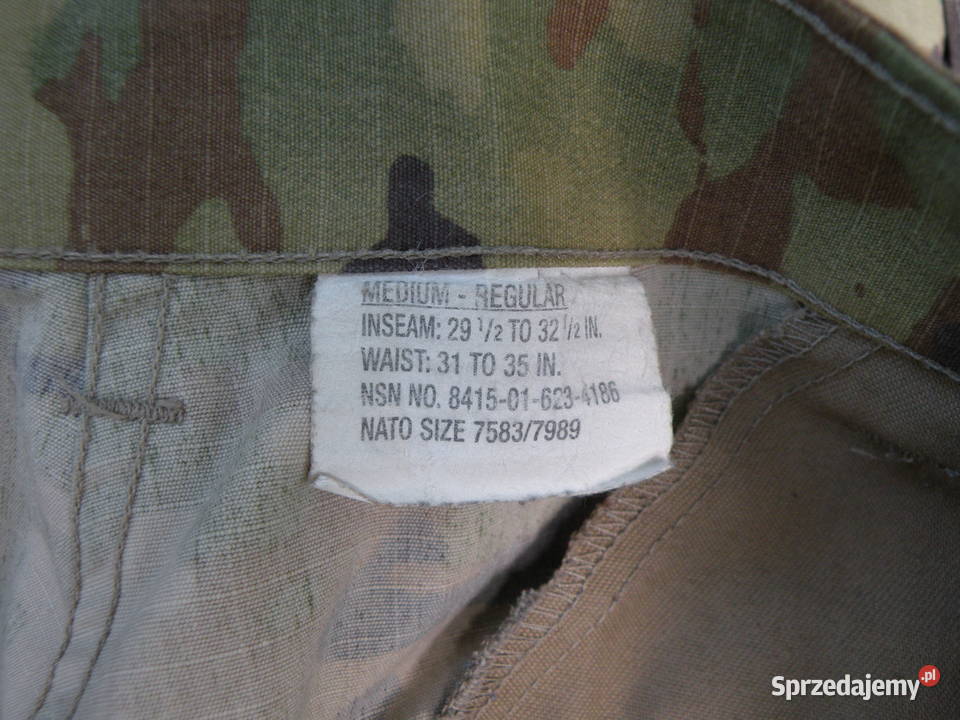 MEDIUM - REGULAR
INSEAM: 29 1/2 TO 32 1/2 IN.
WAIST: 31 TO 35 IN.
NSN NO. 8415-01-623-4186
NATO SIZE 7583/7989
Sprzedajemy.pl